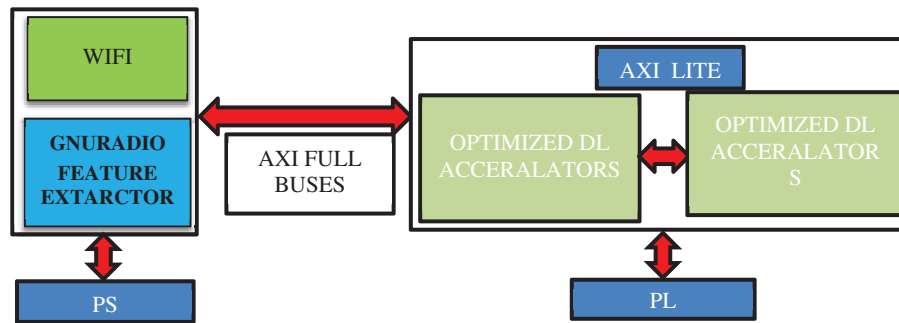 WIFI
GNURADIO
FEATURE
EXTARCTOR
PS
AXI FULL
BUSES
AXI LITE
OPTIMIZED DL
ACCERALATORS
OPTIMIZED DL
ACCERALATOR
S
PL